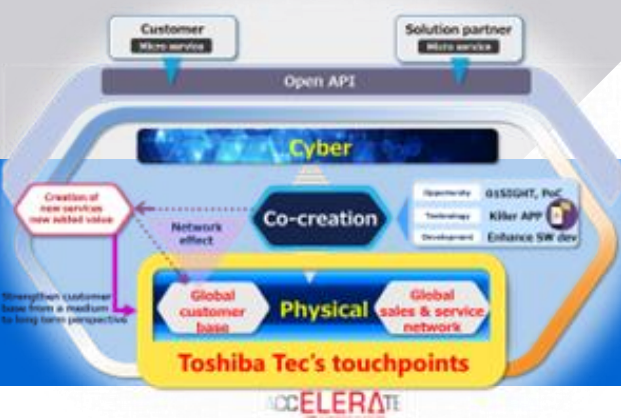 Customer
Micro service
Solution partner
Micro service
Open API
Cyber
Creation of
new services
new added value
Network
effect
Co-creation
Opportunity
01SIGHT, PoC
Technology
Killer APP
Development
Enhance SW dev
Strengthen customer
base from a medium
to long term perspective
Global
customer
base
Physical
Global
sales & service
network
Toshiba Tec's touchpoints
ACCELERATE